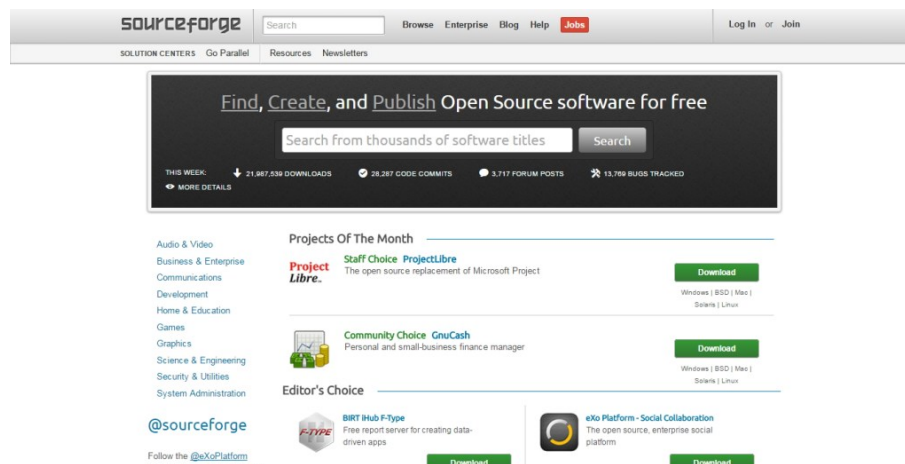 sourceforge Search Browse Enterprise Blog Help Jobs Log In or Join
SOLUTION CENTERS Go Parallel Resources Newsletters
Find, Create, and Publish Open Source software for free
Search from thousands of software titles Search
THIS WEEK: 21,987,539 DOWNLOADS 28,287 CODE COMMITS 3,717 FORUM POSTS 13,769 BUGS TRACKED
MORE DETAILS
Audio & Video
Business & Enterprise
Communications
Development
Home & Education
Games
Graphics
Science & Engineering
Security & Utilities
System Administration
@sourceforge
Follow the @eXoPlatform
Projects Of The Month
Project
Libre
Staff Choice ProjectLibre
The open source replacement of Microsoft Project
Download
Windows | BSD | Mac |
Solaris | Linux
Community Choice GnuCash
Personal and small-business finance manager
Download
Windows | BSD | Mac |
Solaris | Linux
Editor's Choice
F-TYPE
BIRT iHub F-Type
Free report server for creating data-
driven apps
Download
eXo Platform - Social Collaboration
The open source, enterprise social
platform
Download